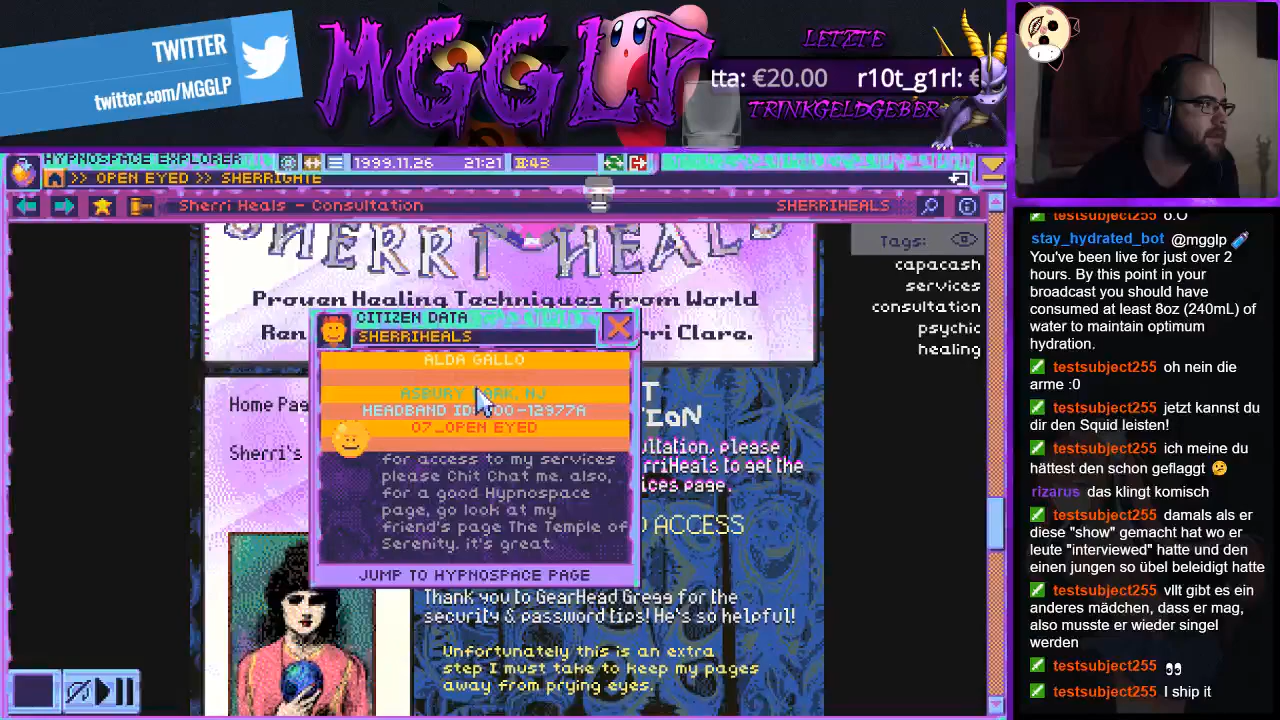 TWITTER
twitter.com/MGGLP
MGGLP
LETZTE
tta: €20.00 r10t_g1rl: €
TRINKGELDGEBER
HYPNOSPACE EXPLORER
1999.11.26 21:21
>> OPEN EYED >> SHERRIGHTE
Sherri Heals - Consultation
SHERRIHEALS
SHERRI HEALS
Tags:
capacash
services
consultation
psychic
healing
Proven Healing Techniques from World
Ren
rri Clare.
CITIZEN DATA
SHERRIHEALS
ALDA GALLO
HEADBAND ID:
00-12977A
07_OPEN EYED
for access to my services
please Chit Chat me. also,
for a good Hypnospace
page, go look at my
friend's page The Temple of
Serenity. it's great.
JUMP TO HYPNOSPACE PAGE
Home Pag
Sherri's
ultation, please
rriHeals to get the
ices page.
ACCESS
Thank you to GearHead Gregg for the
security & password tips! He's so helpful!
Unfortunately this is an extra
step I must take to keep my pages
away from prying eyes.
testsubject255 o.O
stay_hydrated_bot @mgglp
You've been live for just over 2
hours. By this point in your
broadcast you should have
consumed at least 8oz (240mL) of
water to maintain optimum
hydration.
testsubject255 oh nein die
arme :0
testsubject255 jetzt kannst du
dir den Squid leisten!
testsubject255 ich meine du
hättest den schon geflaggt 🤔
rizarus das klingt komisch
testsubject255 damals als er
diese "show" gemacht hat wo er
leute "interviewed" hatte und den
einen jungen so übel beleidigt hatte
testsubject255 vllt gibt es ein
anderes mädchen, dass er mag,
also musste er wieder singel
werden
testsubject255 👀
testsubject255 I ship it